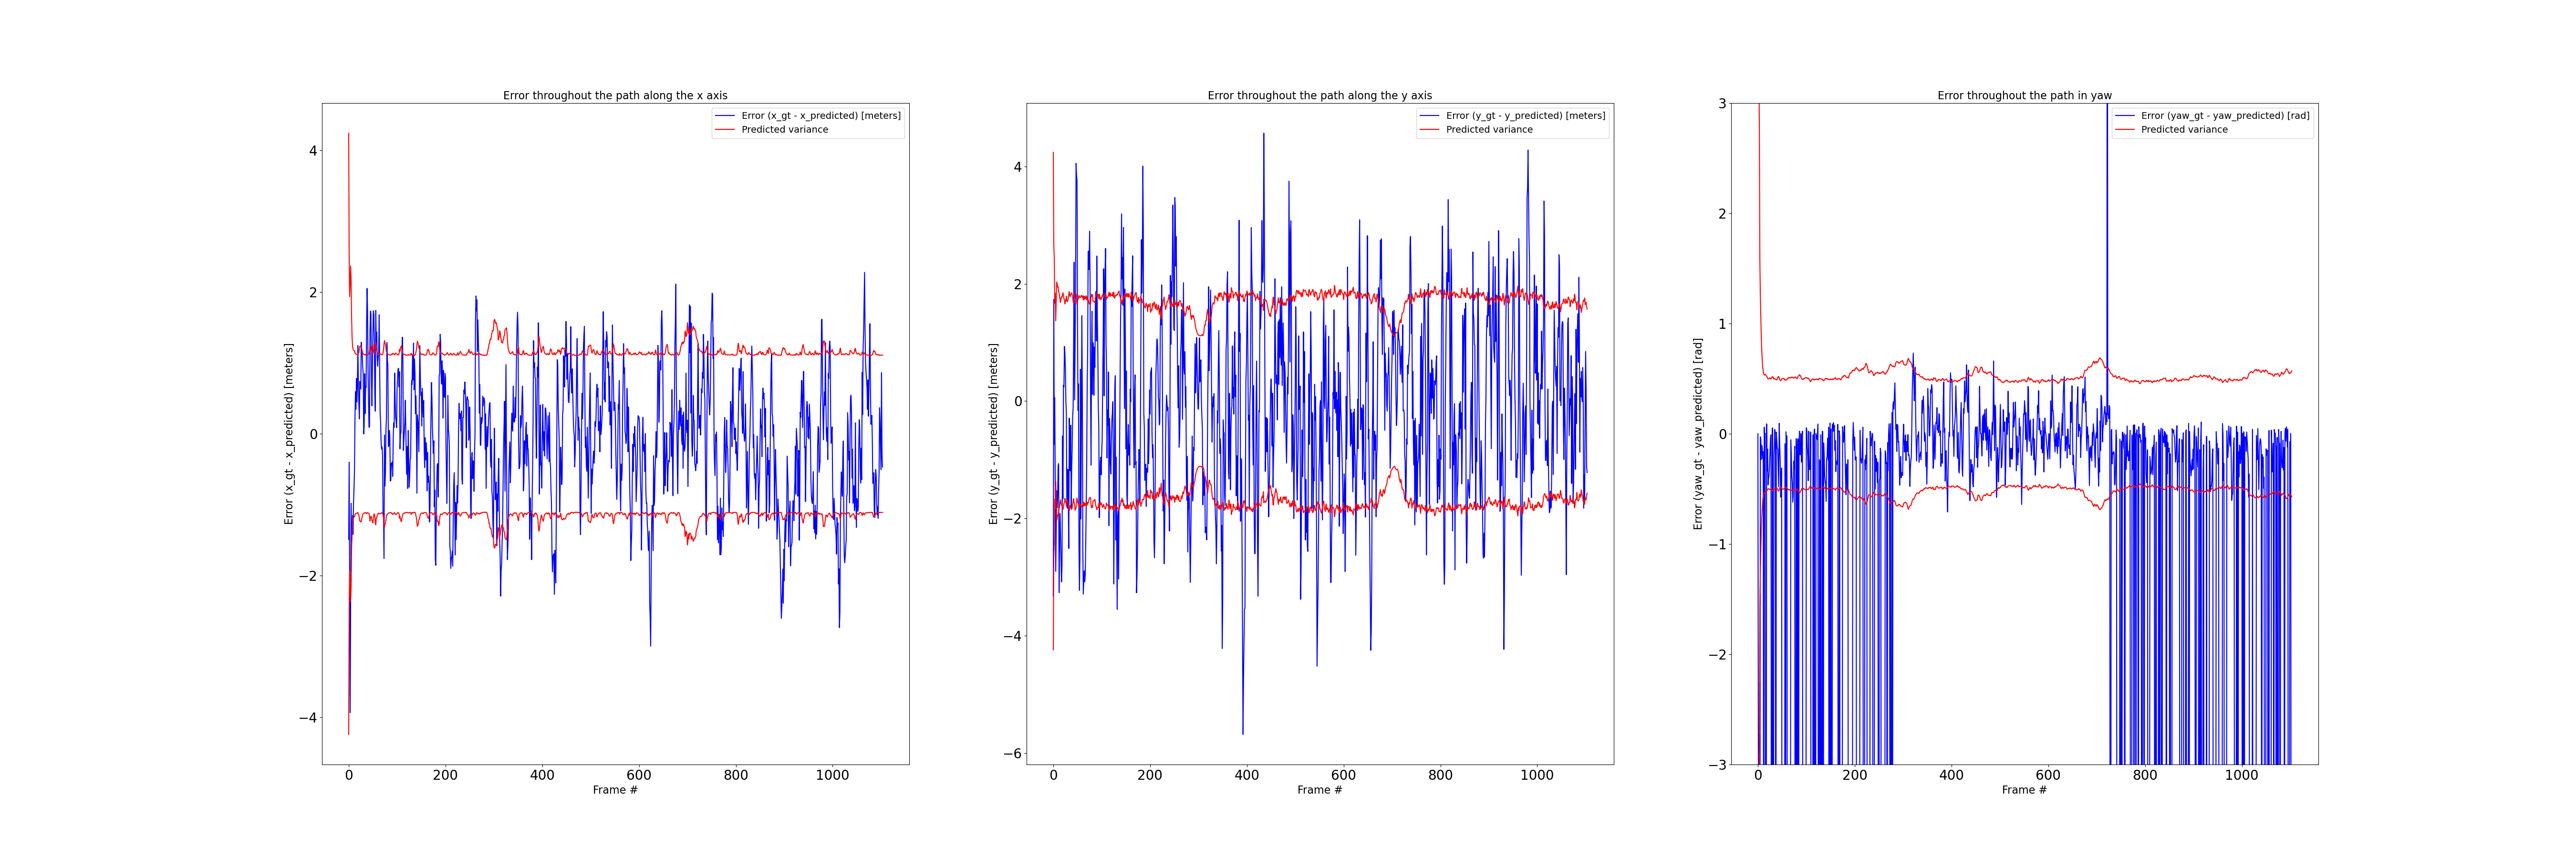 Error throughout the path along the x axis
Error (x_gt - x_predicted) [meters]
Predicted variance
Error (x_gt - x_predicted) [meters]
4
2
0
−2
−4
0 200 400 600 800 1000
Frame #
Error throughout the path along the y axis
Error (y_gt - y_predicted) [meters]
Predicted variance
Error (y_gt - y_predicted) [meters]
4
2
0
−2
−4
−6
0 200 400 600 800 1000
Frame #
Error throughout the path in yaw
Error (yaw_gt - yaw_predicted) [rad]
Predicted variance
Error (yaw_gt - yaw_predicted) [rad]
3
2
1
0
−1
−2
−3
0 200 400 600 800 1000
Frame #